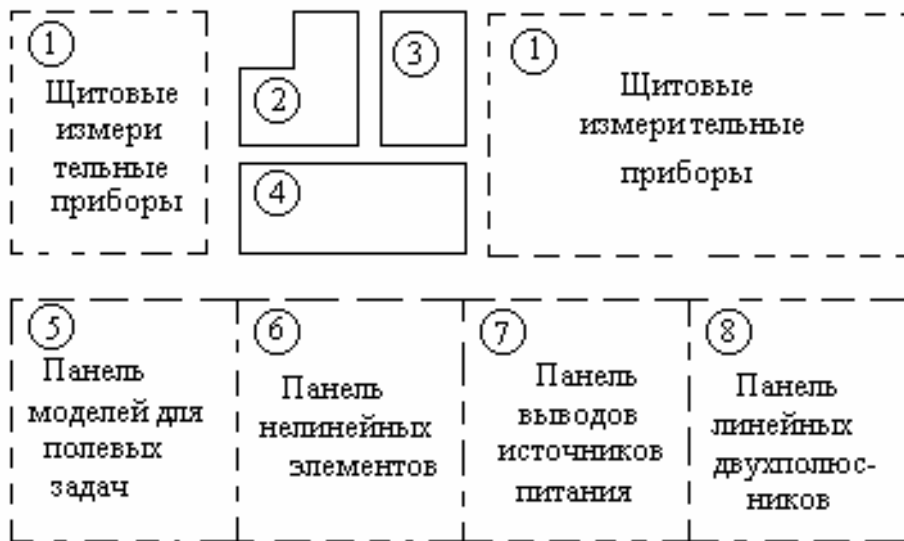 1
Щитовые
измери
тельные
приборы
2
3
4
1
Щитовые
измерительные
приборы
5
Панель
моделей для
полевых
задач
6
Панель
нелинейных
элементов
7
Панель
выводов
источников
питания
8
Панель
линейных
двухполюс-
ников